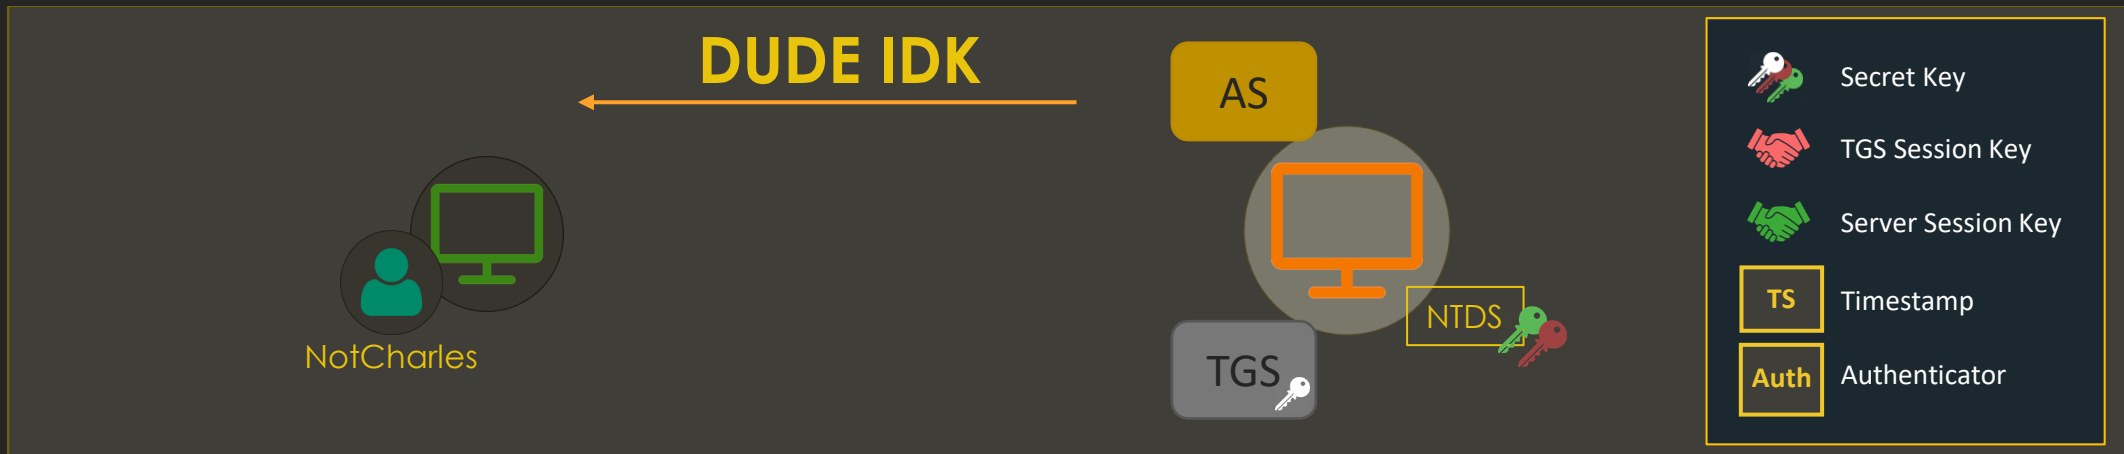 DUDE IDK
AS
NTDS
TGS
NotCharles
Secret Key
TGS Session Key
Server Session Key
TS Timestamp
Auth Authenticator